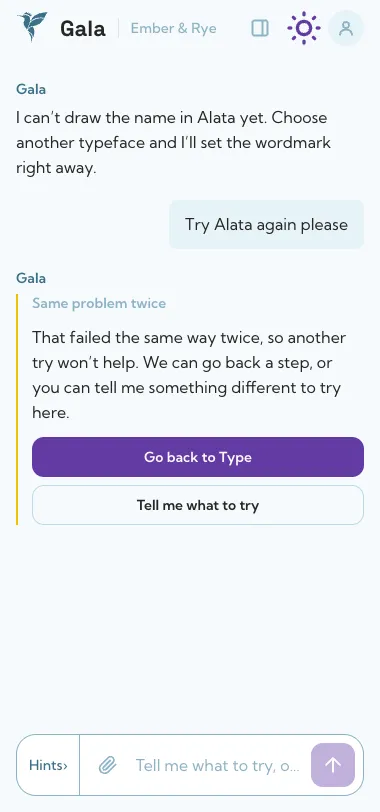 Gala
Ember & Rye
Gala
I can’t draw the name in Alata yet. Choose
another typeface and I’ll set the wordmark
right away.
Try Alata again please
Gala
Same problem twice
That failed the same way twice, so another
try won’t help. We can go back a step, or
you can tell me something different to try
here.
Go back to Type
Tell me what to try
Hints›
Tell me what to try, o…